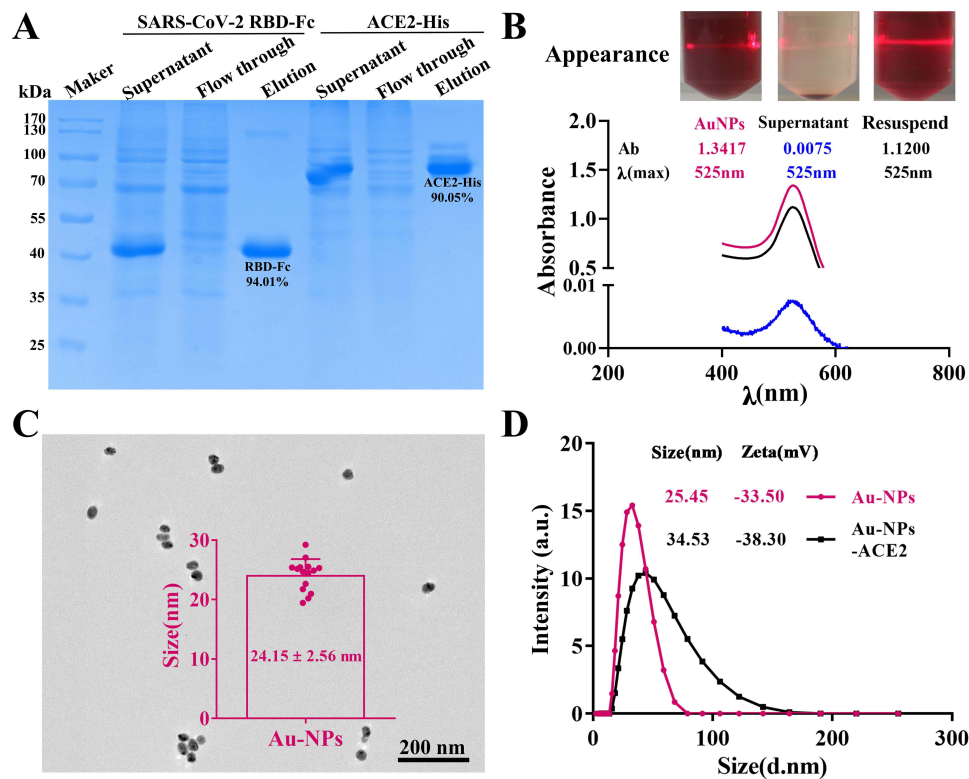 A
SARS-CoV-2 RBD-Fc
ACE2-His
kDa
Maker
Supernatant
Flow through
Elution
Supernatant
Flow through
Elution
170
130
100
70
55
40
35
25
RBD-Fc
94.01%
ACE2-His
90.05%
B
Appearance
AuNPs Supernatant Resuspend
Ab 1.3417 0.0075 1.1200
λ(max) 525nm 525nm 525nm
Absorbance
2.0
1.5
1.0
0.5
0.01
0.00
200 400 600 800
λ(nm)
C
Size(nm)
30
20
10
0
24.15 ± 2.56 nm
Au-NPs
200 nm
D
Size(nm) Zeta(mV)
25.45 -33.50 Au-NPs
34.53 -38.30 Au-NPs
-ACE2
Intensity (a.u.)
20
15
10
5
0
0 100 200 300
Size(d.nm)